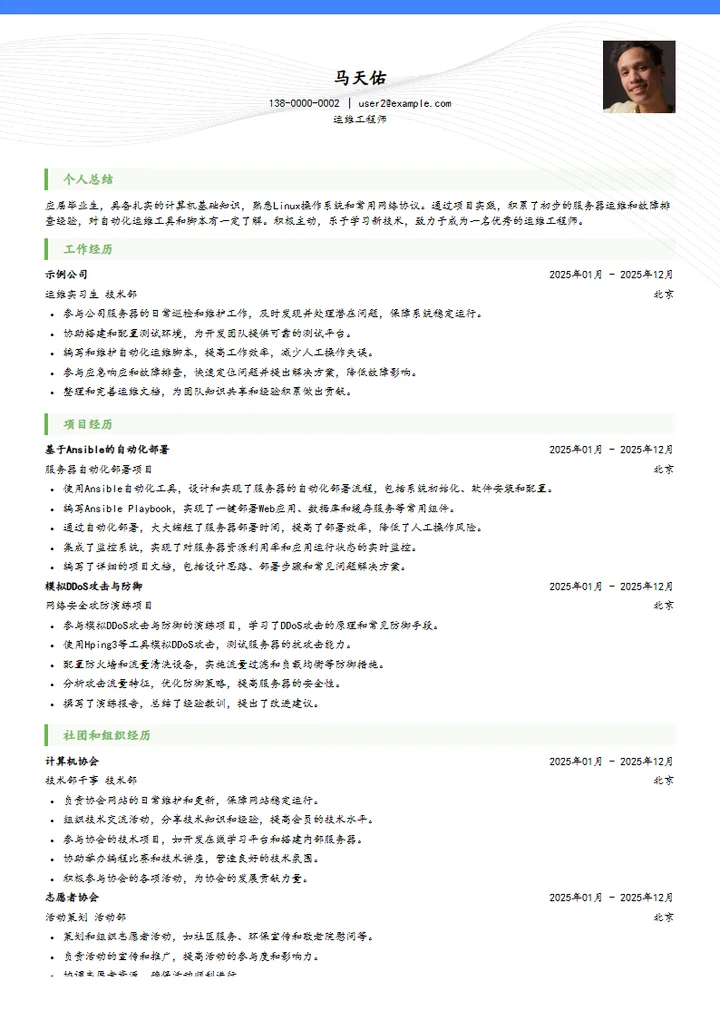 马天佑
138-0000-0002 | user2@example.com
运维工程师
个人总结
应届毕业生，具备扎实的计算机基础知识，熟悉Linux操作系统和常用网络协议。通过项目实践，积累了初步的服务器运维和故障排
查经验，对自动化运维工具和脚本有一定了解。积极主动，乐于学习新技术，致力于成为一名优秀的运维工程师。
工作经历
示例公司 2025年01月 - 2025年12月
运维实习生 技术部 北京
• 参与公司服务器的日常巡检和维护工作，及时发现并处理潜在问题，保障系统稳定运行。
• 协助搭建和配置测试环境，为开发团队提供可靠的测试平台。
• 编写和维护自动化运维脚本，提高工作效率，减少人工操作失误。
• 参与应急响应和故障排查，快速定位问题并提出解决方案，降低故障影响。
• 整理和完善运维文档，为团队知识共享和经验积累做出贡献。
项目经历
基于Ansible的自动化部署 2025年01月 - 2025年12月
服务器自动化部署项目 北京
• 使用Ansible自动化工具，设计和实现了服务器的自动化部署流程，包括系统初始化、软件安装和配置。
• 编写Ansible Playbook，实现了一键部署Web应用、数据库和缓存服务等常用组件。
• 通过自动化部署，大大缩短了服务器部署时间，提高了部署效率，降低了人工操作风险。
• 集成了监控系统，实现了对服务器资源利用率和应用运行状态的实时监控。
• 编写了详细的项目文档，包括设计思路、部署步骤和常见问题解决方案。
模拟DDoS攻击与防御 2025年01月 - 2025年12月
网络安全攻防演练项目 北京
• 参与模拟DDoS攻击与防御的演练项目，学习了DDoS攻击的原理和常见防御手段。
• 使用Hping3等工具模拟DDoS攻击，测试服务器的抗攻击能力。
• 配置防火墙和流量清洗设备，实施流量过滤和负载均衡等防御措施。
• 分析攻击流量特征，优化防御策略，提高服务器的安全性。
• 撰写了演练报告，总结了经验教训，提出了改进建议。
社团和组织经历
计算机协会 2025年01月 - 2025年12月
技术部干事 技术部 北京
• 负责协会网站的日常维护和更新，保障网站稳定运行。
• 组织技术交流活动，分享技术知识和经验，提高会员的技术水平。
• 参与协会的技术项目，如开发在线学习平台和搭建内部服务器。
• 协助举办编程比赛和技术讲座，营造良好的技术氛围。
• 积极参与协会的各项活动，为协会的发展贡献力量。
志愿者协会 2025年01月 - 2025年12月
活动策划 活动部 北京
• 策划和组织志愿者活动，如社区服务、环保宣传和敬老院慰问等。
• 负责活动的宣传和推广，提高活动的参与度和影响力。
• 协调志愿者资源，确保活动顺利进行